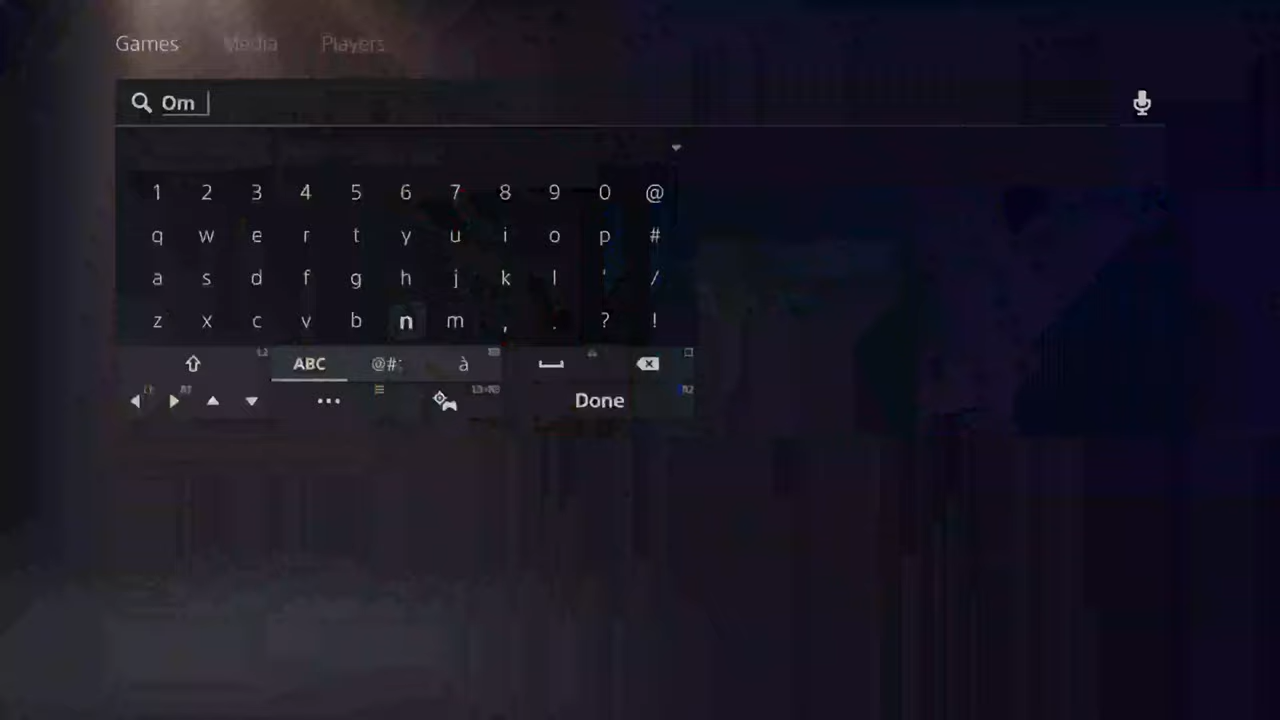 Games Media Players
Om
1 2 3 4 5 6 7 8 9 0 @
q w e r t y u i o p #
a s d f g h j k l ' /
z x c v b n m , . ? !
ABC @#: à
Done